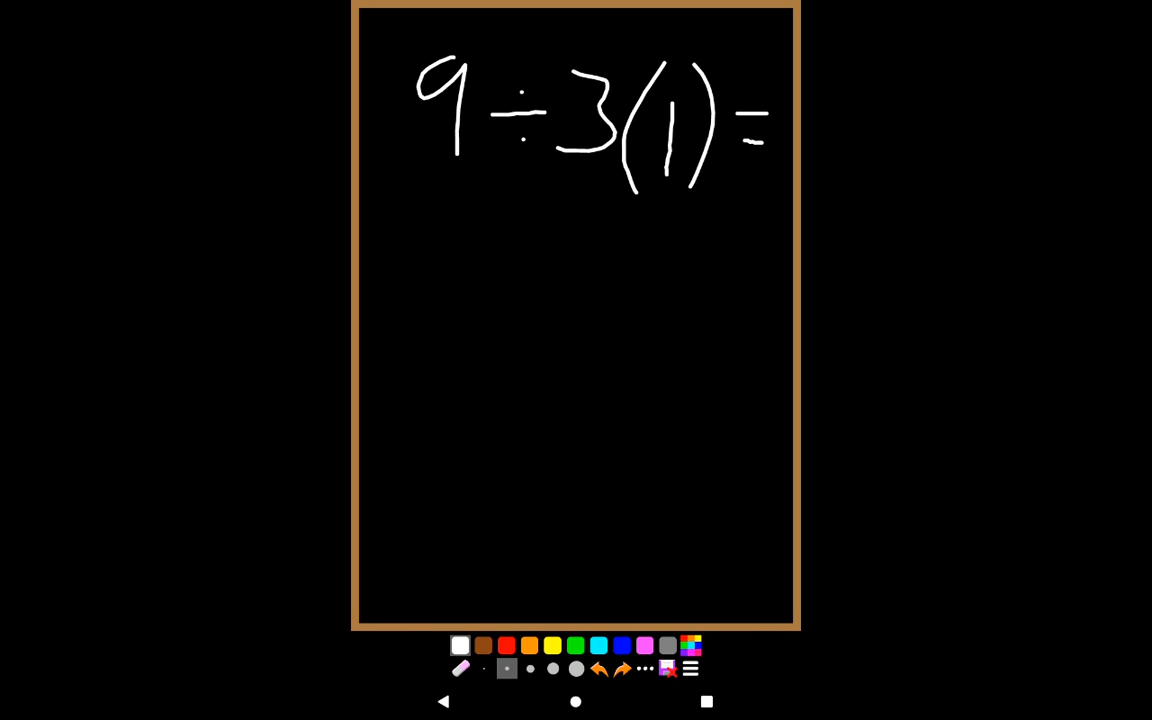 9 ÷ 3(1) =